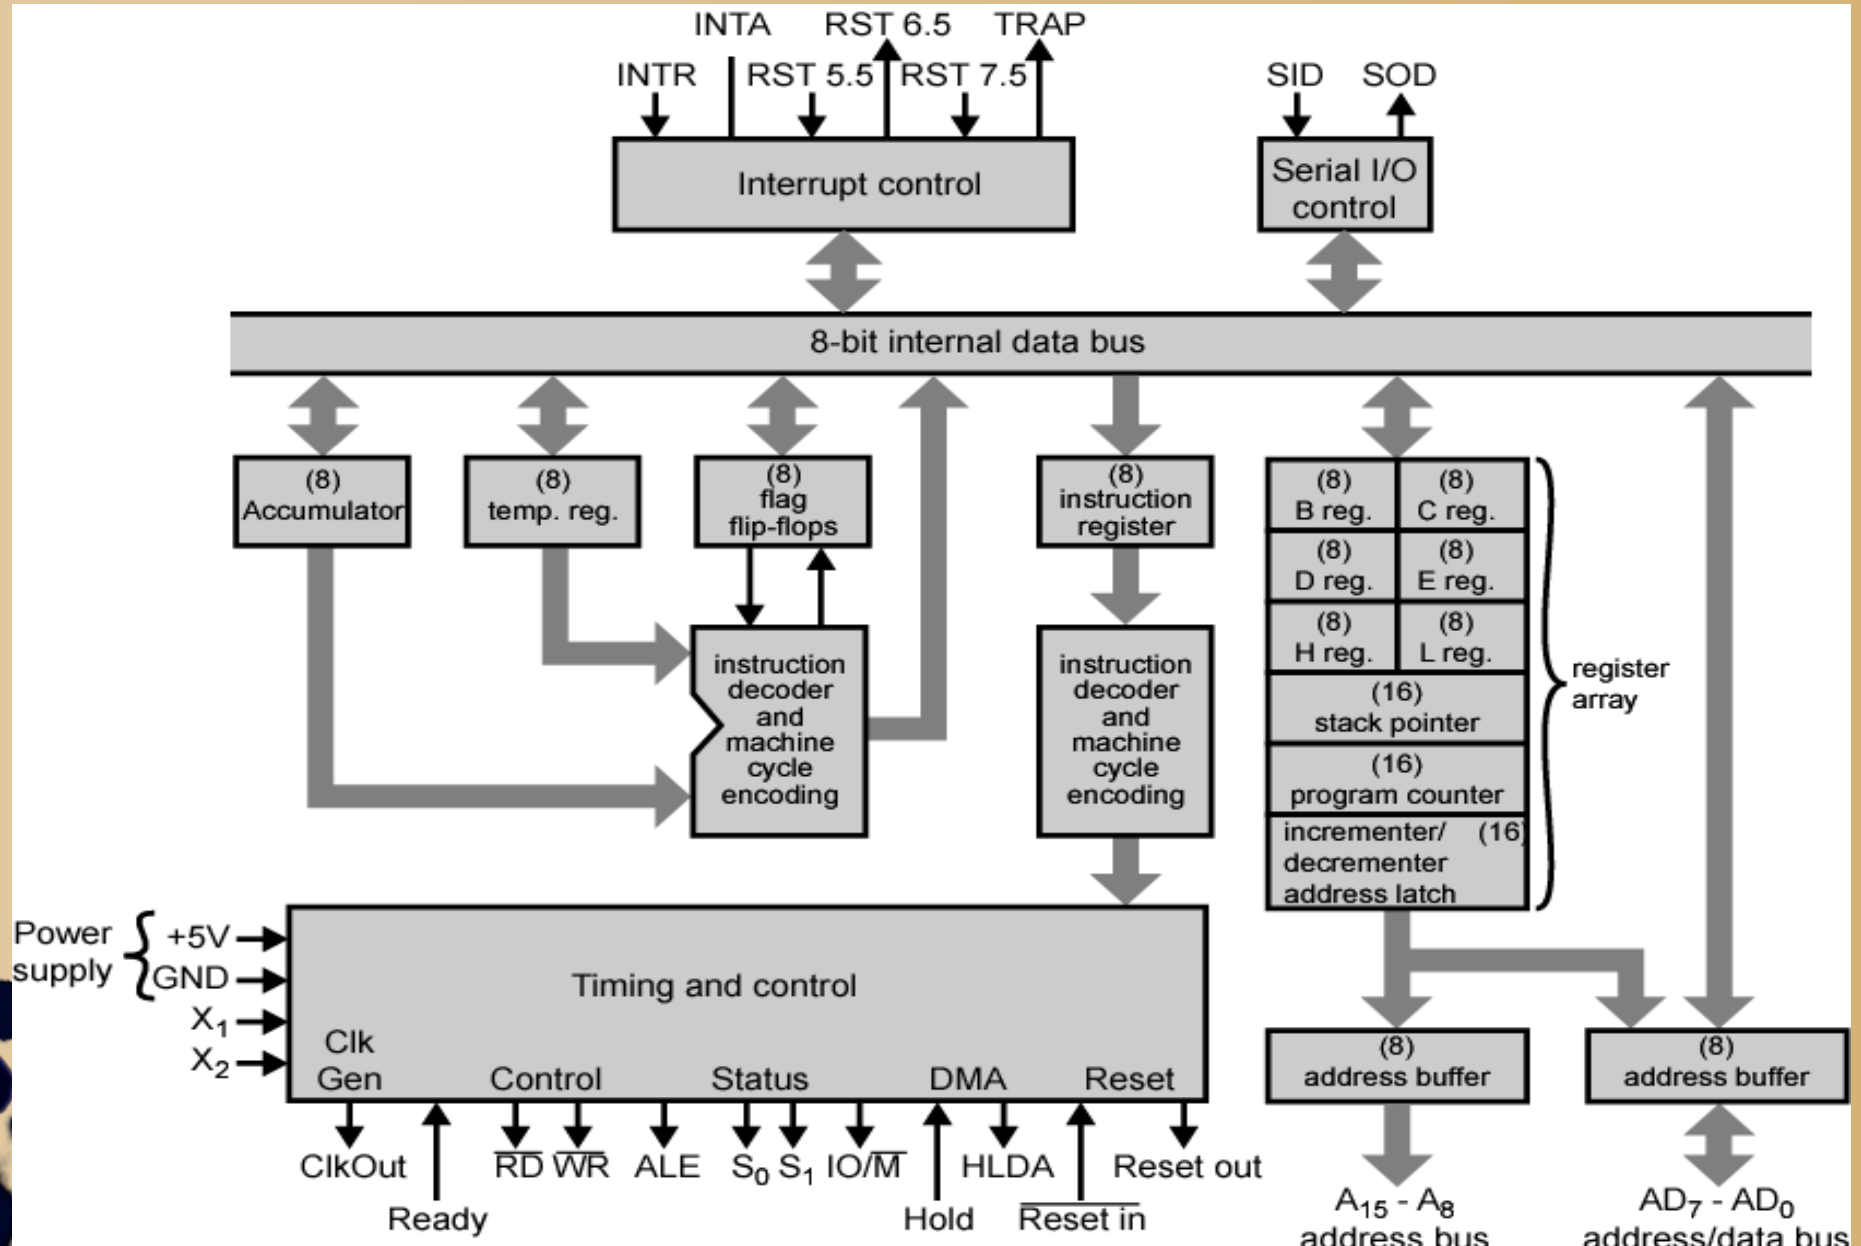 INTA RST 6.5 TRAP
INTR RST 5.5 RST 7.5 SID SOD
Interrupt control
Serial I/O
control
8-bit internal data bus
(8)
Accumulator
(8)
temp. reg.
(8)
flag
flip-flops
(8)
instruction
register
(8)
B reg.
(8)
C reg.
(8)
D reg.
(8)
E reg.
(8)
H reg.
(8)
L reg.
(16)
stack pointer
(16)
program counter
incrementer/ (16)
decrementer
address latch
register
array
instruction
decoder
and
machine
cycle
encoding
instruction
decoder
and
machine
cycle
encoding
Power
supply
+5V
GND
X1
X2
Timing and control
Clk
Gen
Control
Status
DMA
Reset
ClkOut
Ready
R̅D̅
W̅R̅
ALE
S0 S1
IO/M̅
Hold
HLDA
R̅e̅s̅e̅t̅ i̅n̅
Reset out
(8)
address buffer
(8)
address buffer
A15 - A8
address bus
AD7 - AD0
address/data bus